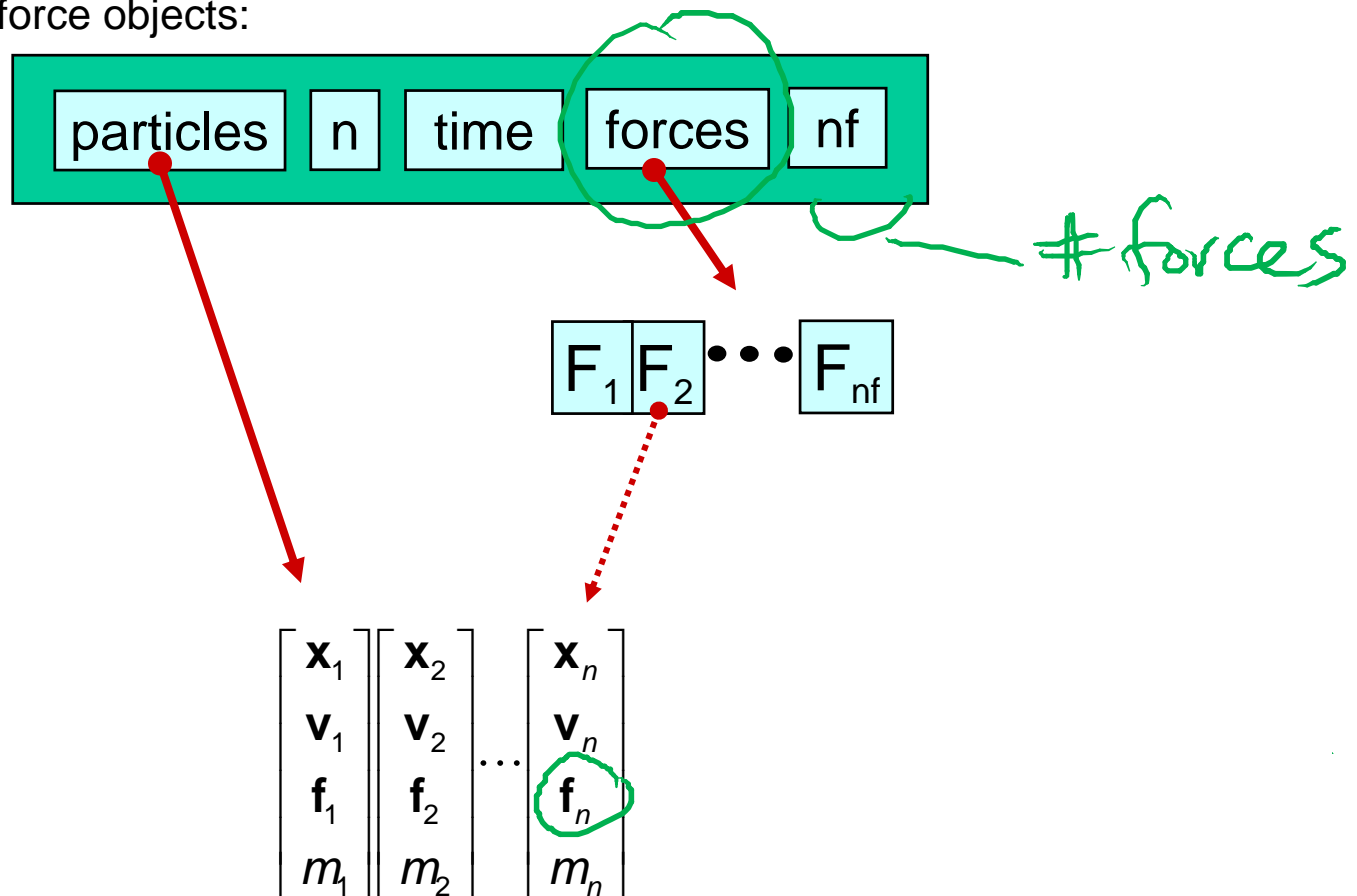 force objects:
particles n time forces nf
#forces
F₁ F₂ ••• F_nf
x₁ x₂ xₙ
v₁ v₂ vₙ
f₁ f₂ … fₙ
m₁ m₂ mₙ